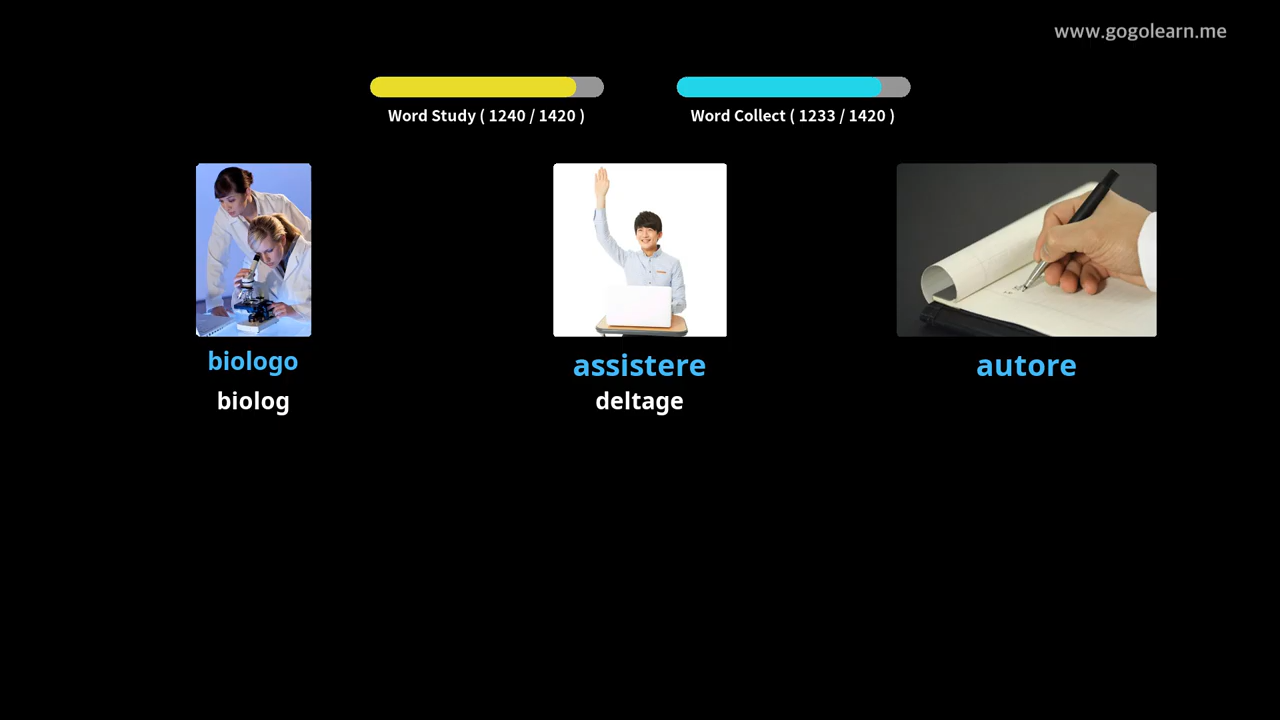 www.gogolearn.me
Word Study ( 1240 / 1420 )
Word Collect ( 1233 / 1420 )
biologo
biolog
assistere
deltage
autore